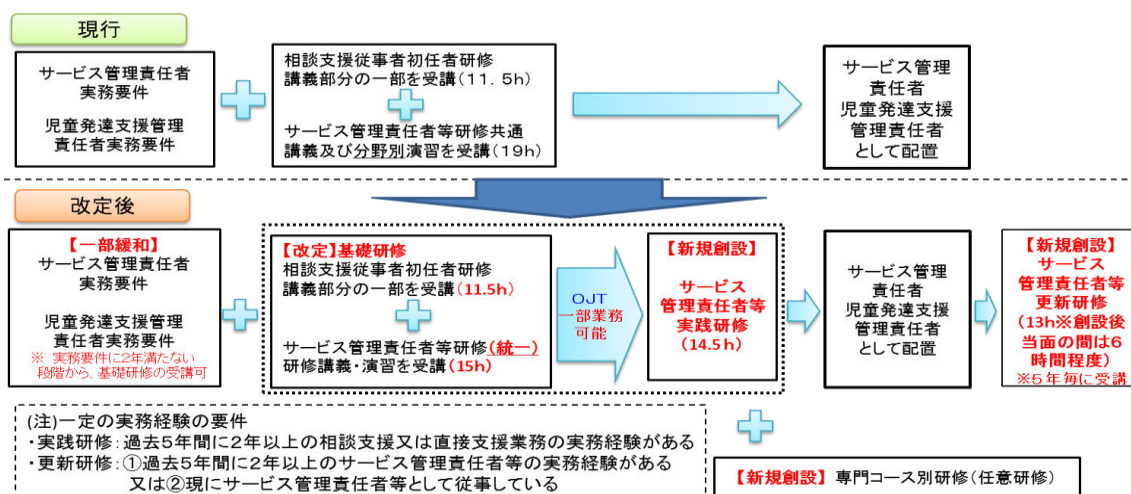 現行
サービス管理責任者
実務要件
児童発達支援管理
責任者実務要件
相談支援従事者初任者研修
講義部分の一部を受講(11.5h)
サービス管理責任者等研修共通
講義及び分野別演習を受講(19h)
サービス管理
責任者
児童発達支援
管理責任者
として配置
改定後
【一部緩和】
サービス管理責任者
実務要件
児童発達支援管理
責任者実務要件
※ 実務要件に2年満たない
段階から、基礎研修の受講可
【改定】基礎研修
相談支援従事者初任者研修
講義部分の一部を受講(11.5h)
サービス管理責任者等研修(統一)
研修講義・演習を受講(15h)
OJT
一部業務
可能
【新規創設】
サービス
管理責任者等
実践研修
(14.5h)
サービス管理
責任者
児童発達支援
管理責任者
として配置
【新規創設】
サービス
管理責任者等
更新研修
(13h※創設後
当面の間は6
時間程度)
※5年毎に受講
(注)一定の実務経験の要件
・実践研修:過去5年間に2年以上の相談支援又は直接支援業務の実務経験がある
・更新研修:①過去5年間に2年以上のサービス管理責任者等の実務経験がある
又は②現にサービス管理責任者等として従事している
【新規創設】専門コース別研修(任意研修)